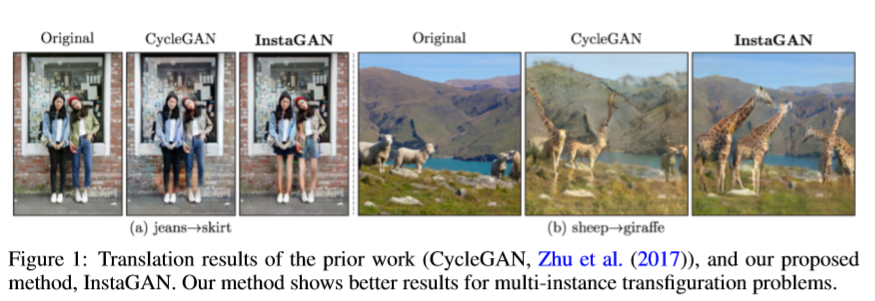 Original CycleGAN InstaGAN Original CycleGAN InstaGAN
(a) jeans→skirt (b) sheep→giraffe
Figure 1: Translation results of the prior work (CycleGAN, Zhu et al. (2017)), and our proposed
method, InstaGAN. Our method shows better results for multi-instance transfiguration problems.